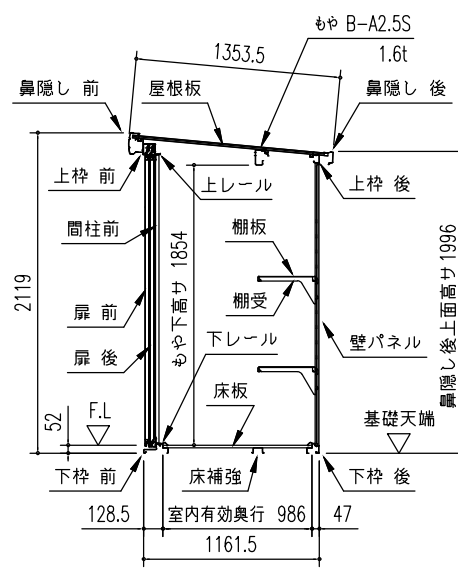 もや B-A2.5S
1.6t
1353.5
鼻隠し 前
屋根板
鼻隠し 後
上枠 前
上レール
上枠 後
間柱前
棚板
棚受
もや下高サ 1854
2119
扉 前
扉 後
下レール
壁パネル
鼻隠し後上面高サ1996
床板
F.L
52
基礎天端
下枠 前
床補強
下枠 後
128.5
室内有効奥行 986
47
1161.5